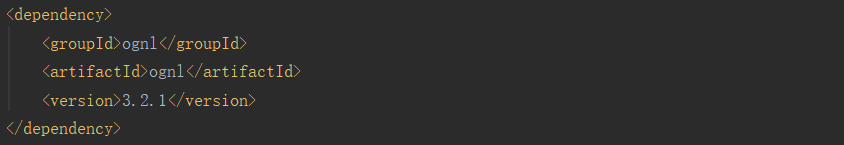 <dependency>
    <groupId>ognl</groupId>
    <artifactId>ognl</artifactId>
    <version>3.2.1</version>
</dependency>